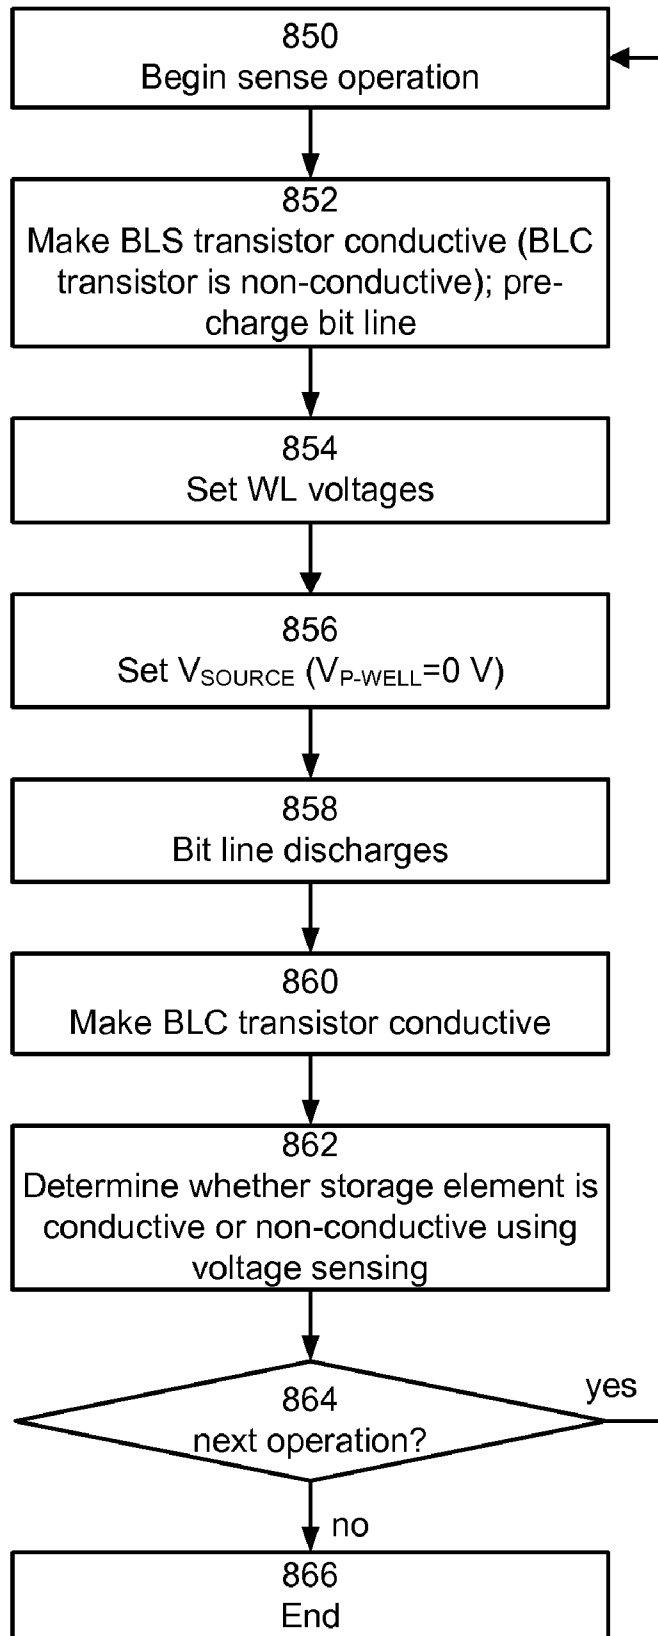 850
Begin sense operation
852
Make BLS transistor conductive (BLC
transistor is non-conductive); pre-
charge bit line
854
Set WL voltages
856
Set VSOURCE (VP-WELL=0 V)
858
Bit line discharges
860
Make BLC transistor conductive
862
Determine whether storage element is
conductive or non-conductive using
voltage sensing
864
next operation?
yes
no
866
End